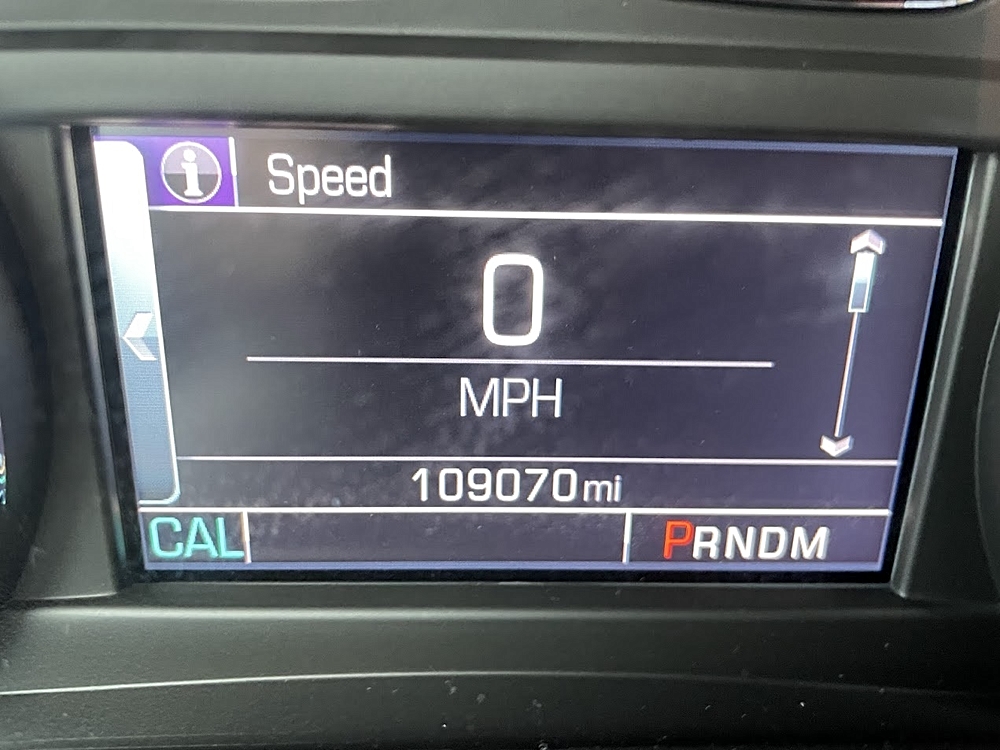 i Speed
0
MPH
109070mi
CAL PRNDM